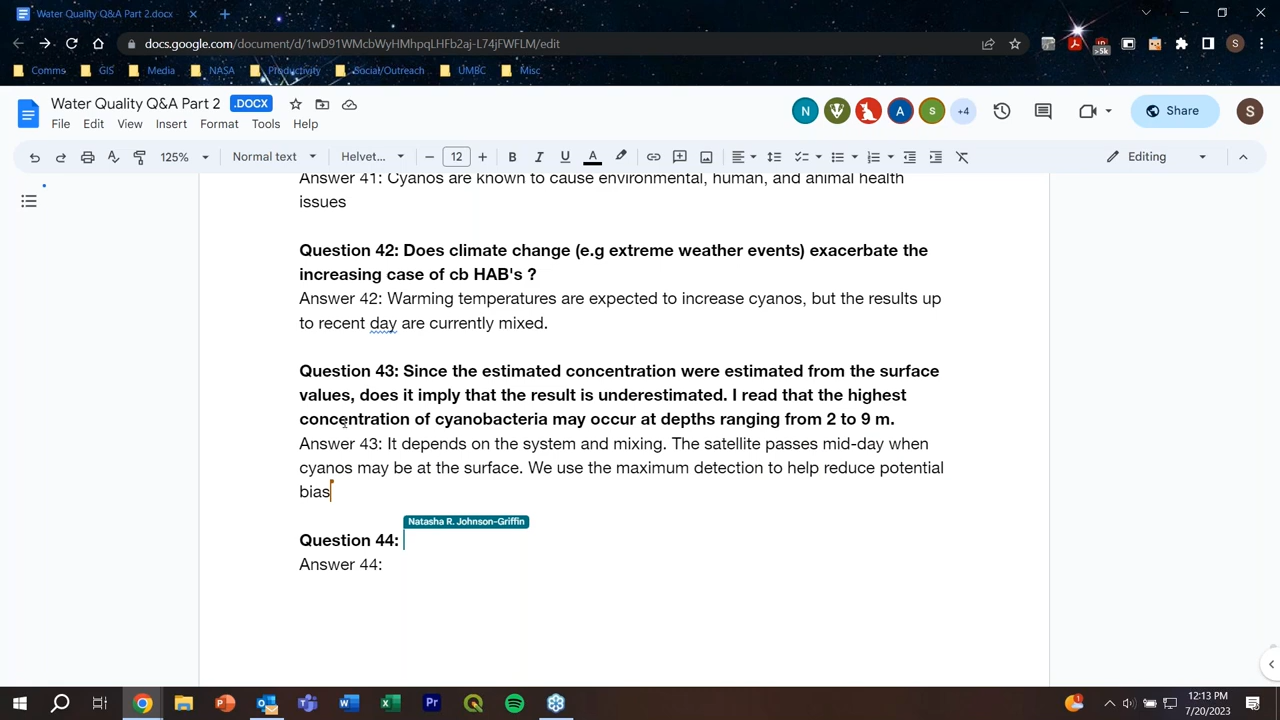 Water Quality Q&A Part 2.docx
docs.google.com/document/d/1wD91WMcbWyHMhpqLHFb2aj-L74jFWFLM/edit
>5k
S
Comms GIS Media NASA Productivity Social/Outreach UMBC Misc
Water Quality Q&A Part 2 .DOCX
N A S +4 Share S
File Edit View Insert Format Tools Help
125% Normal text Helvet... 12 B I U A Editing
Answer 41: Cyanos are known to cause environmental, human, and animal health
issues
Question 42: Does climate change (e.g extreme weather events) exacerbate the
increasing case of cb HAB's ?
Answer 42: Warming temperatures are expected to increase cyanos, but the results up
to recent day are currently mixed.
Question 43: Since the estimated concentration were estimated from the surface
values, does it imply that the result is underestimated. I read that the highest
concentration of cyanobacteria may occur at depths ranging from 2 to 9 m.
Answer 43: It depends on the system and mixing. The satellite passes mid-day when
cyanos may be at the surface. We use the maximum detection to help reduce potential
bias
Natasha R. Johnson-Griffin
Question 44:
Answer 44:
12:13 PM
7/20/2023